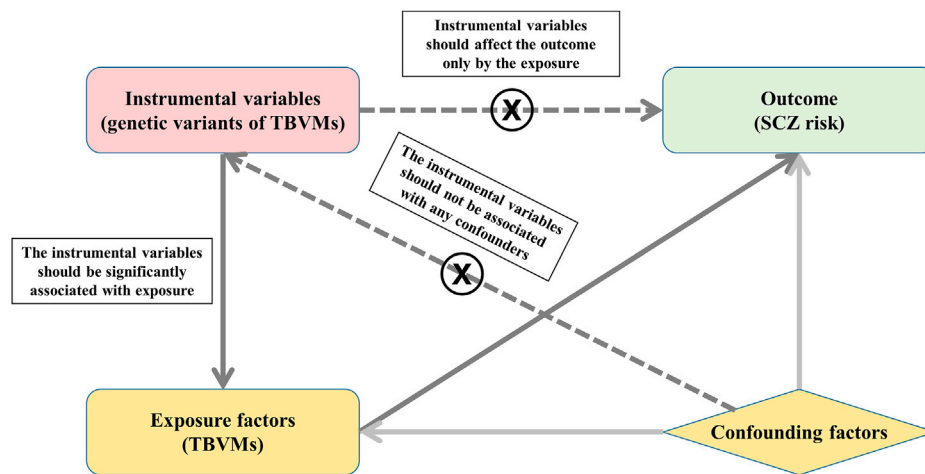 Instrumental variables
should affect the outcome
only by the exposure
Instrumental variables
(genetic variants of TBVMs)
X
Outcome
(SCZ risk)
The instrumental variables
should not be associated
with any confounders
X
The instrumental variables
should be significantly
associated with exposure
Exposure factors
(TBVMs)
Confounding factors